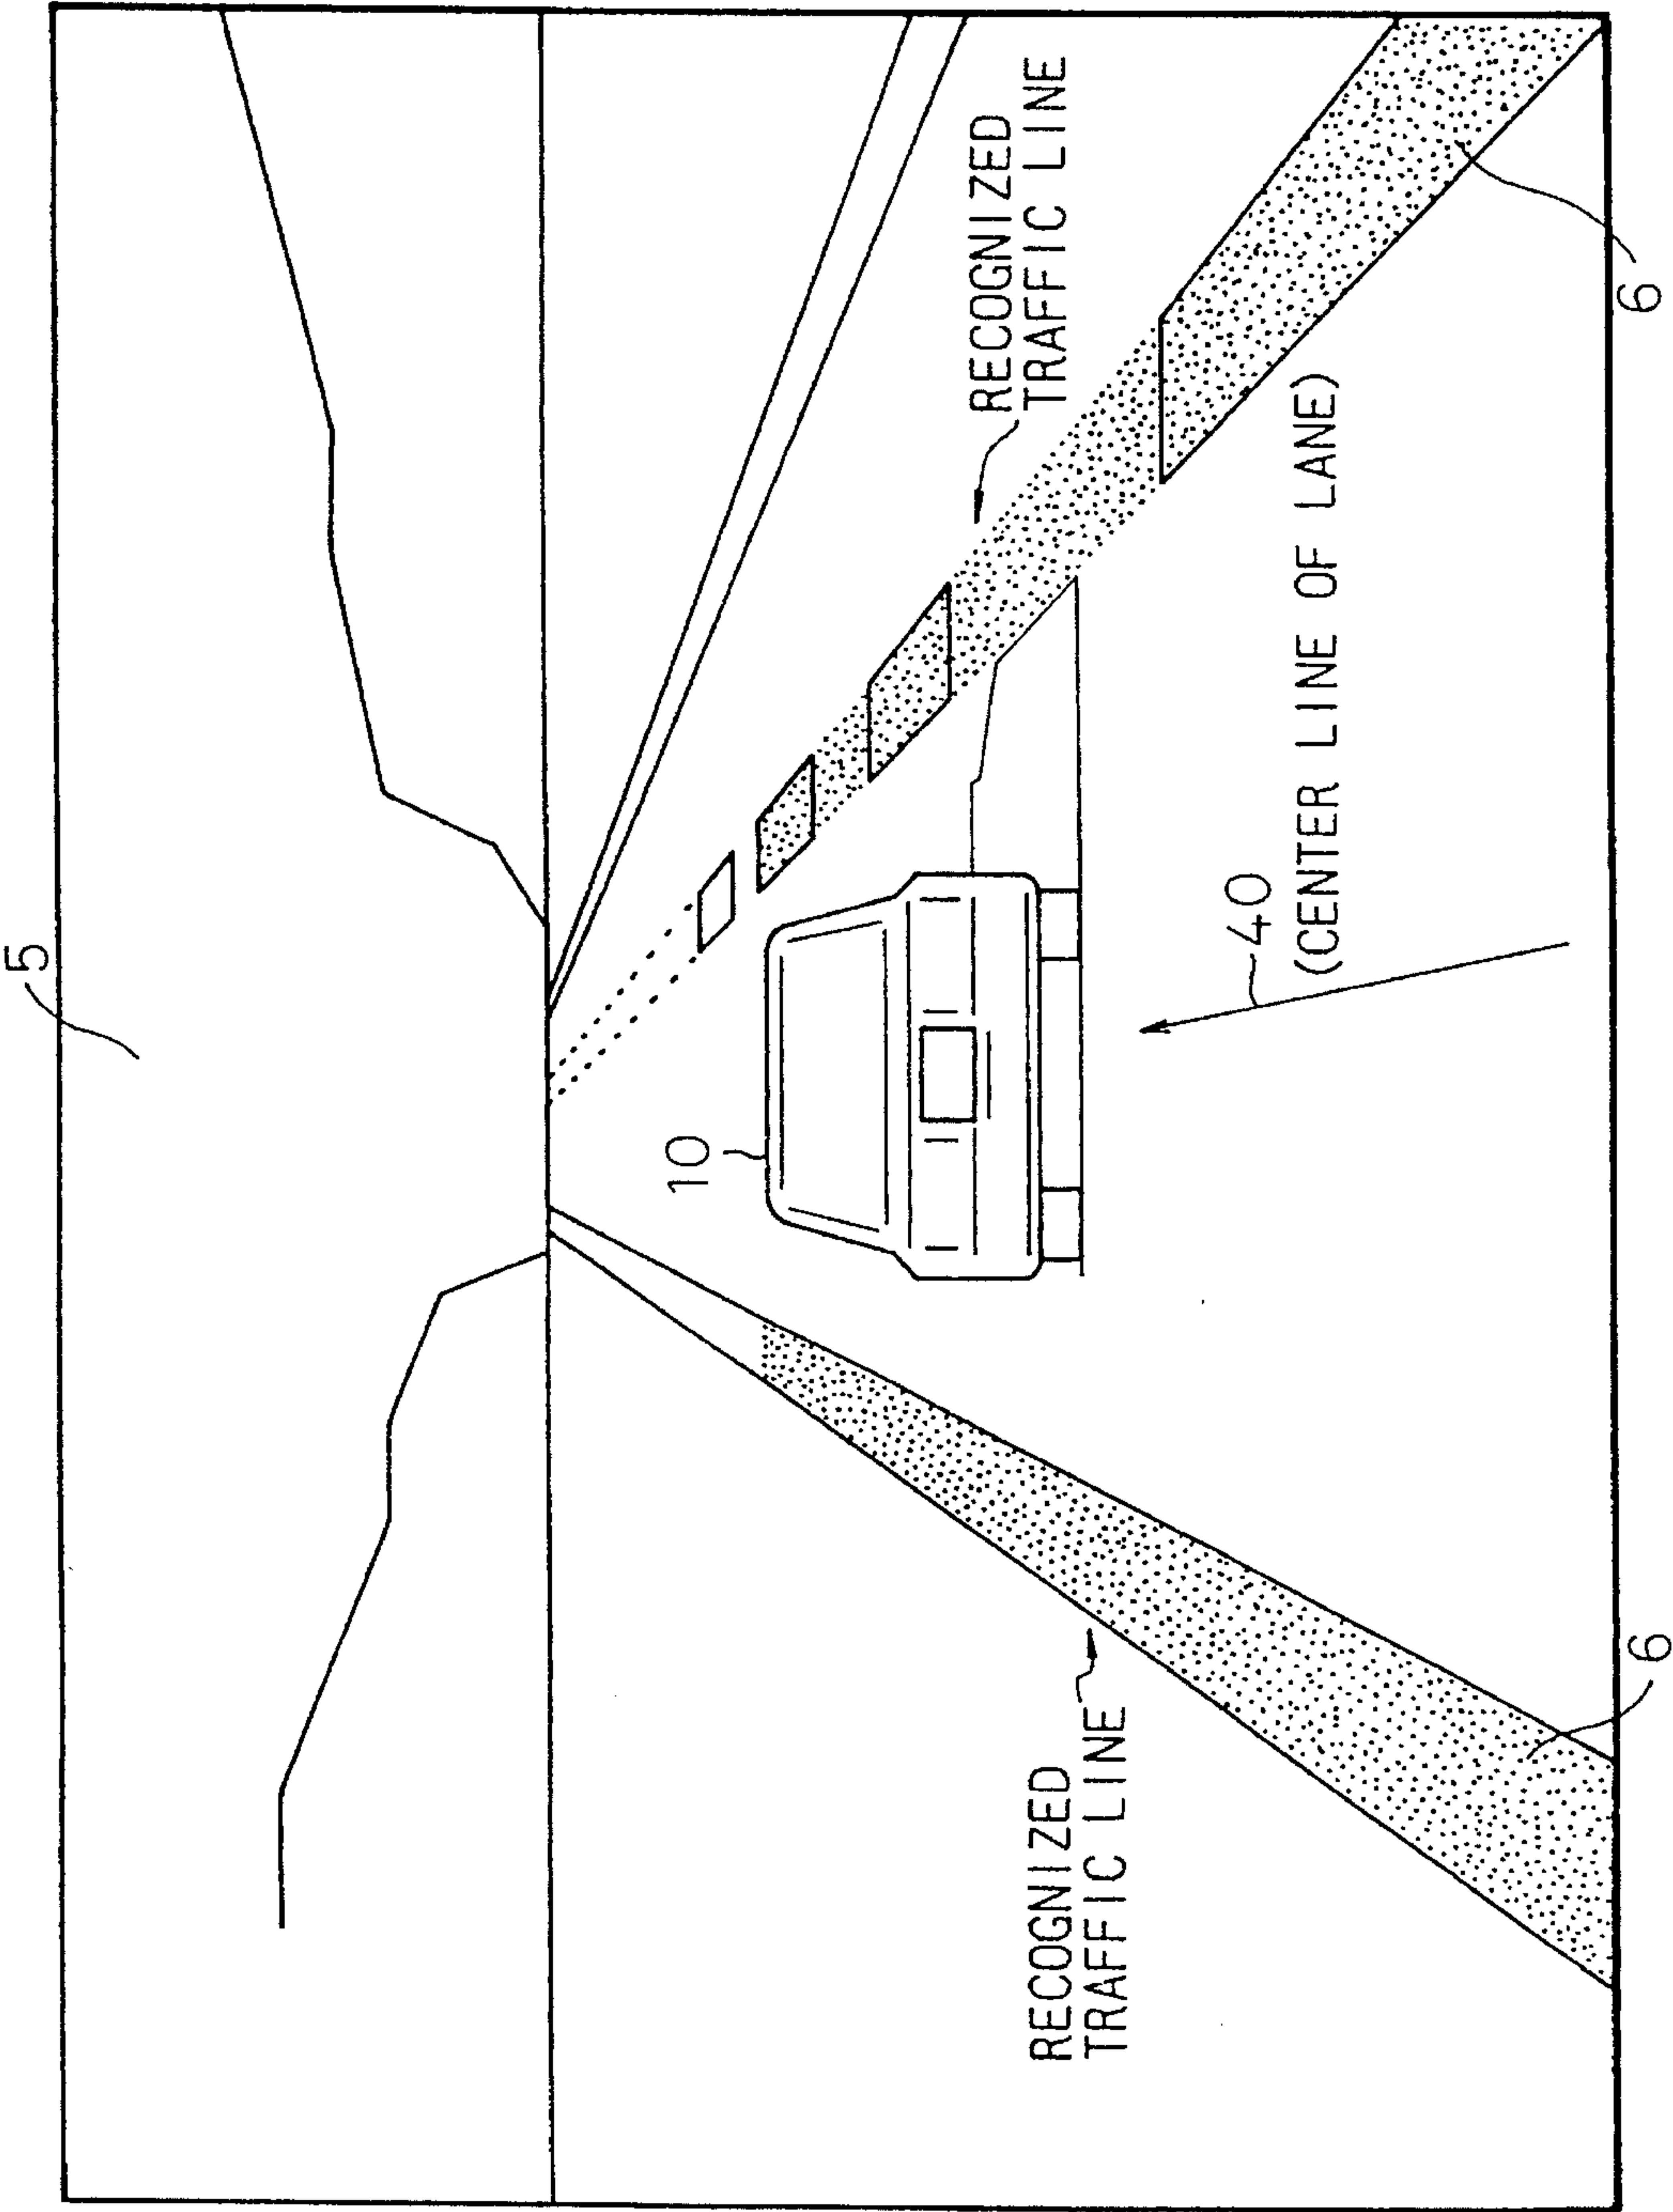 5
10
RECOGNIZED
TRAFFIC LINE
RECOGNIZED
TRAFFIC LINE
40
(CENTER LINE OF LANE)
6
6